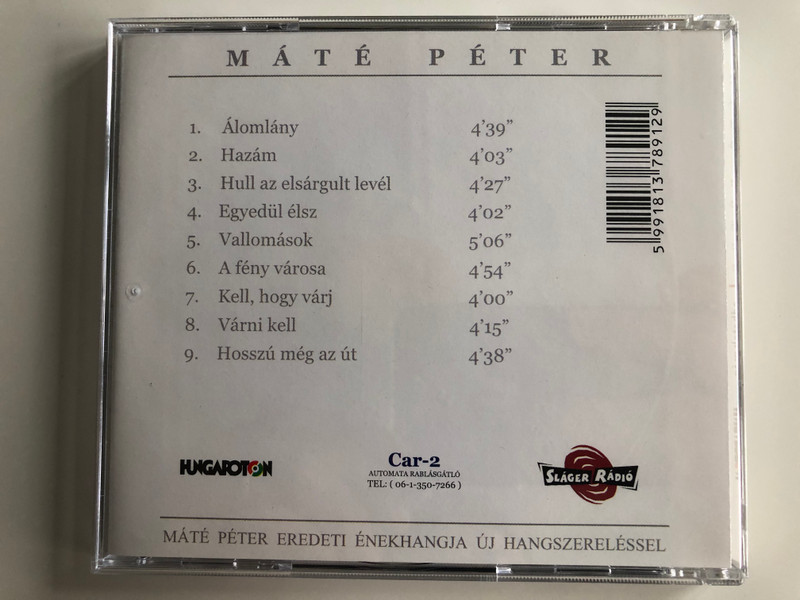 MÁTÉ PÉTER
1. Álomlány 4'39"
2. Hazám 4'03"
3. Hull az elsárgult levél 4'27"
4. Egyedül élsz 4'02"
5. Vallomások 5'06"
6. A fény városa 4'54"
7. Kell, hogy várj 4'00"
8. Várni kell 4'15"
9. Hosszú még az út 4'38"
5991813789129
HUNGAROTON
Car-2
AUTOMATA RABLÁSGÁTLÓ
TEL: ( 06-1-350-7266 )
SLÁGER RÁDIÓ
MÁTÉ PÉTER EREDETI ÉNEKHANGJA ÚJ HANGSZERELÉSSEL